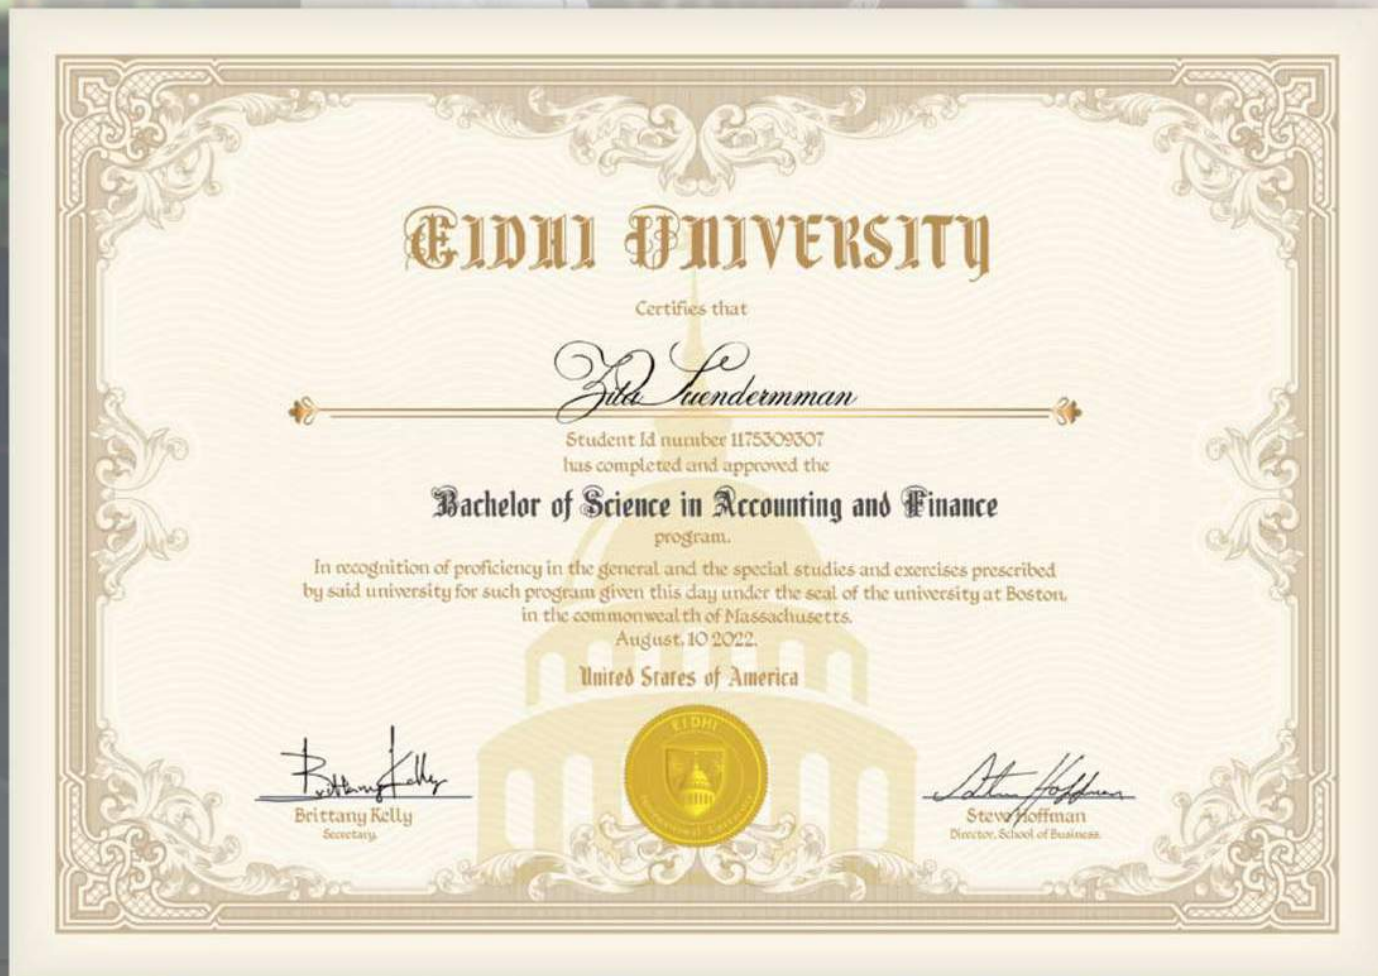 EIDHI UNIVERSITY
Certifies that
Zita Suendermman
Student Id number 1175309307
has completed and approved the
Bachelor of Science in Accounting and Finance
program.
In recognition of proficiency in the general and the special studies and exercises prescribed
by said university for such program given this day under the seal of the university at Boston,
in the commonwealth of Massachusetts.
August, 10 2022.
United States of America
EIDHI
Brittany Kelly
Brittany Kelly
Secretary.
Steve Hoffman
Director, School of Business.